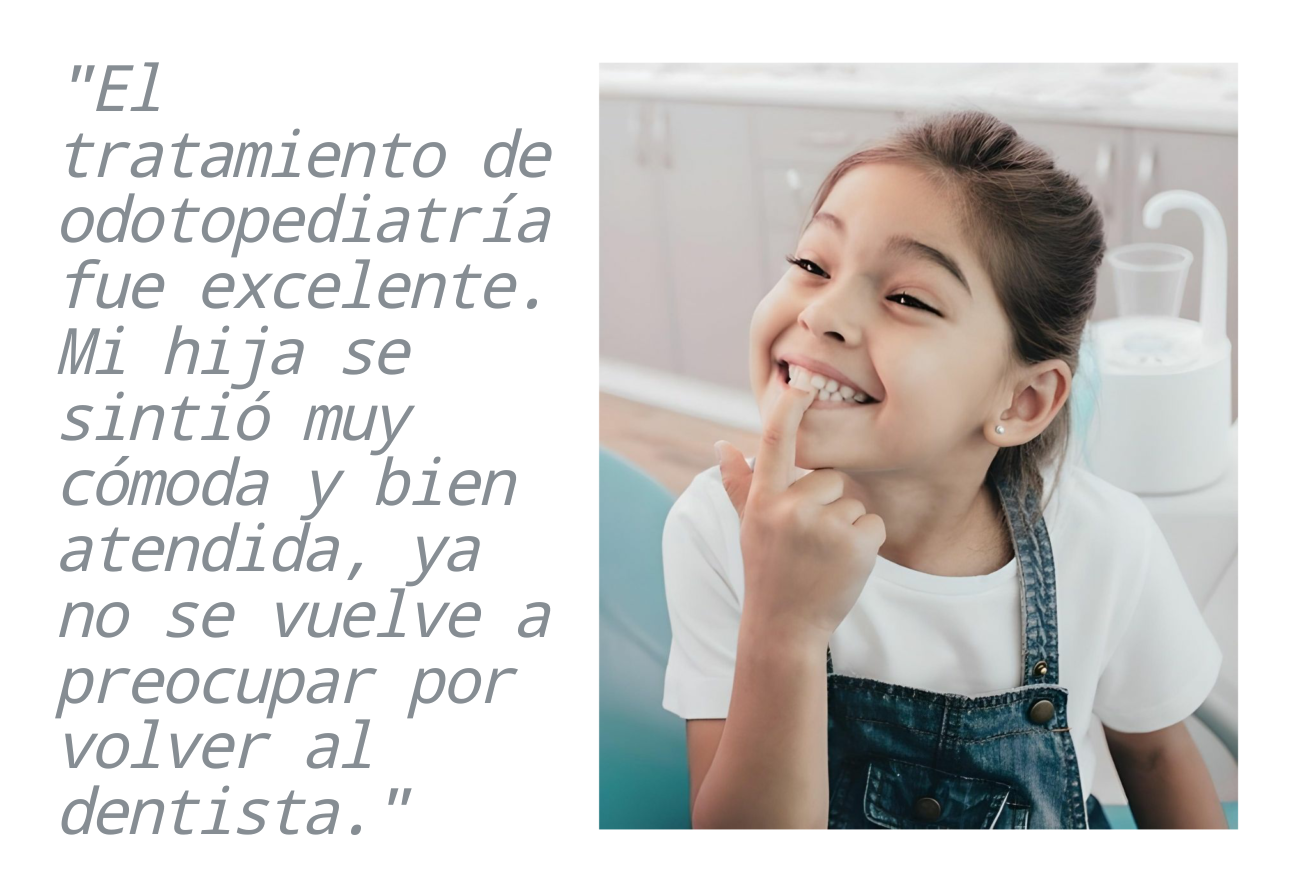 "El
tratamiento de
odotopediatría
fue excelente.
Mi hija se
sintió muy
cómoda y bien
atendida, ya
no se vuelve a
preocupar por
volver al
dentista."